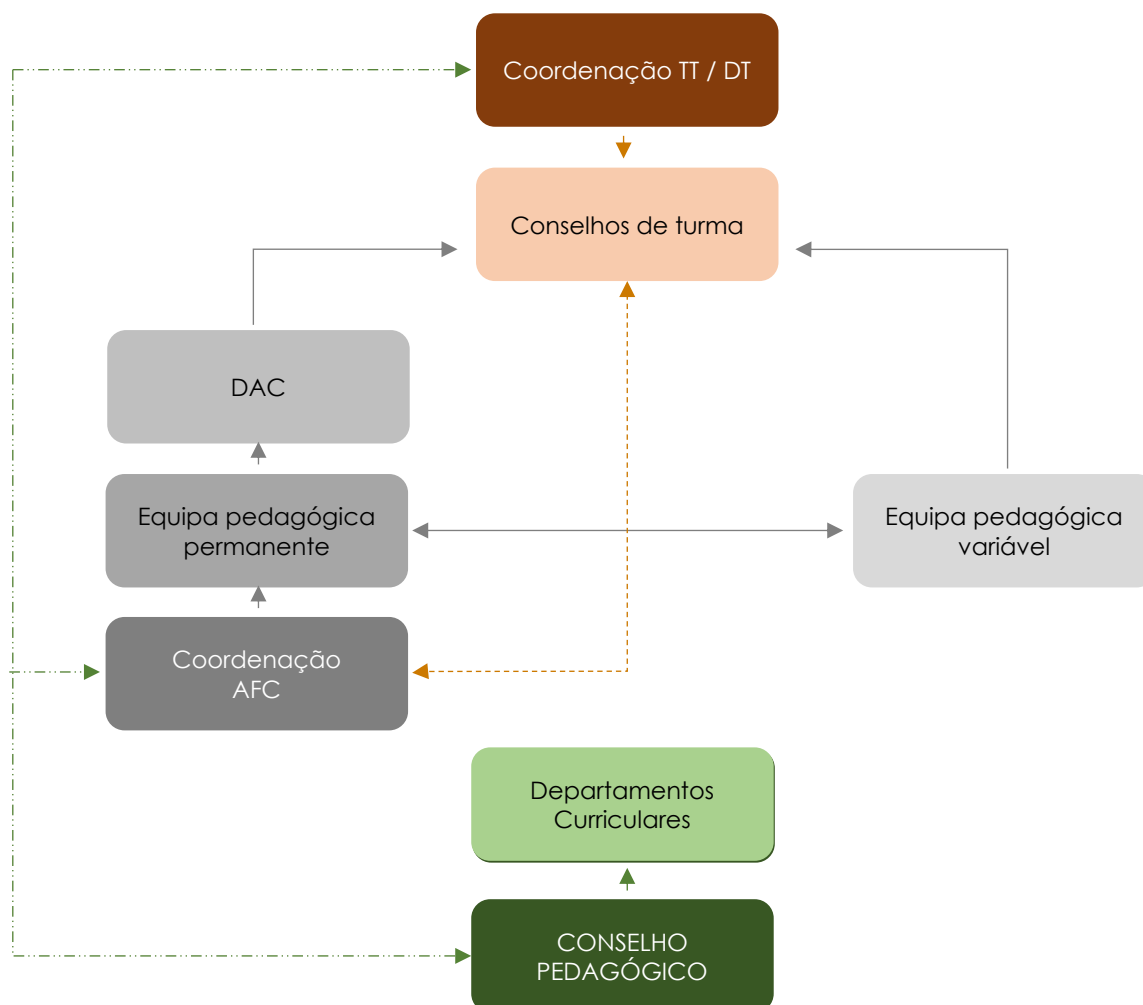 Coordenação TT / DT
Conselhos de turma
DAC
Equipa pedagógica
permanente
Equipa pedagógica
variável
Coordenação
AFC
Departamentos
Curriculares
CONSELHO
PEDAGÓGICO